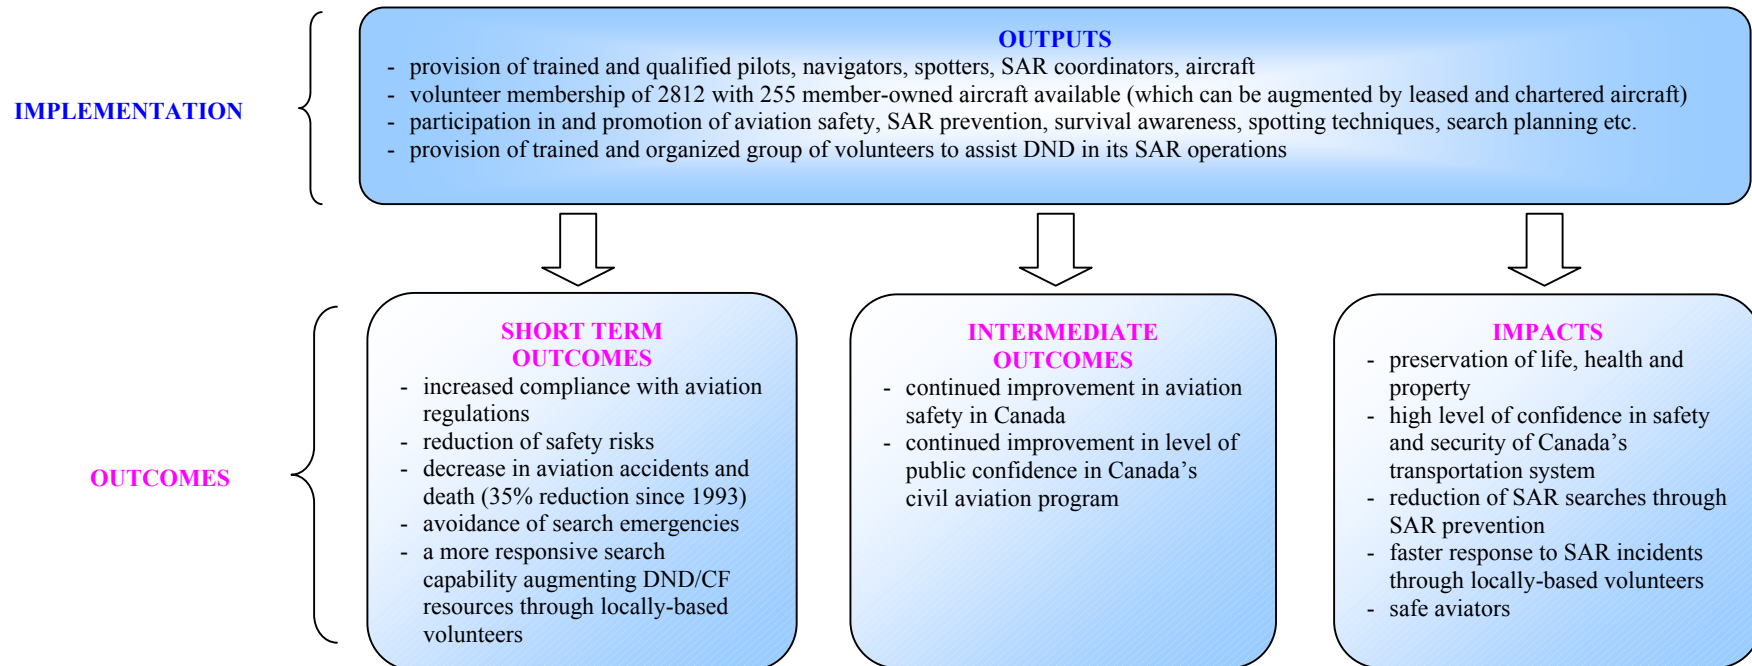 IMPLEMENTATION
OUTPUTS
- provision of trained and qualified pilots, navigators, spotters, SAR coordinators, aircraft
- volunteer membership of 2812 with 255 member-owned aircraft available (which can be augmented by leased and chartered aircraft)
- participation in and promotion of aviation safety, SAR prevention, survival awareness, spotting techniques, search planning etc.
- provision of trained and organized group of volunteers to assist DND in its SAR operations
OUTCOMES
SHORT TERM
OUTCOMES
- increased compliance with aviation
regulations
- reduction of safety risks
- decrease in aviation accidents and
death (35% reduction since 1993)
- avoidance of search emergencies
- a more responsive search
capability augmenting DND/CF
resources through locally-based
volunteers
INTERMEDIATE
OUTCOMES
- continued improvement in aviation
safety in Canada
- continued improvement in level of
public confidence in Canada's
civil aviation program
IMPACTS
- preservation of life, health and
property
- high level of confidence in safety
and security of Canada's
transportation system
- reduction of SAR searches through
SAR prevention
- faster response to SAR incidents
through locally-based volunteers
- safe aviators